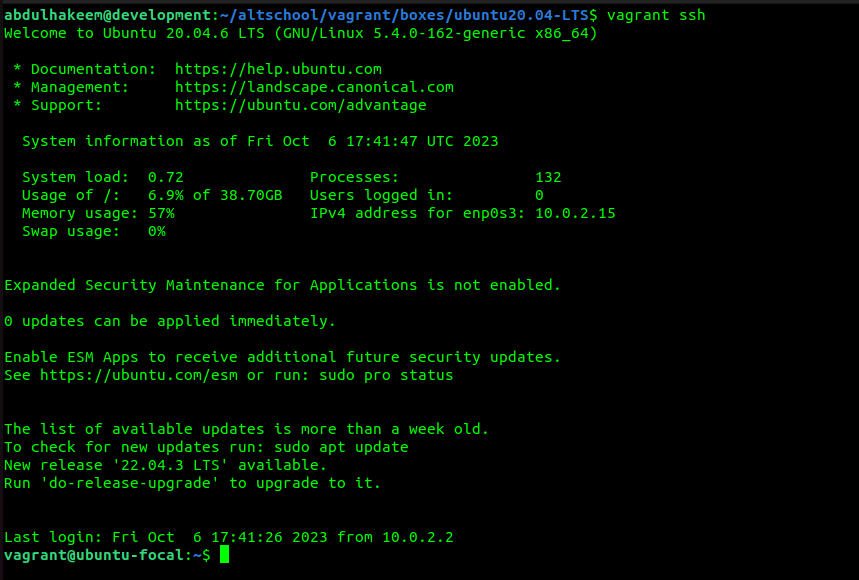 abdulhakeem@development:~/altschool/vagrant/boxes/ubuntu20.04-LTS$ vagrant ssh
Welcome to Ubuntu 20.04.6 LTS (GNU/Linux 5.4.0-162-generic x86_64)

 * Documentation:  https://help.ubuntu.com
 * Management:     https://landscape.canonical.com
 * Support:        https://ubuntu.com/advantage

  System information as of Fri Oct  6 17:41:47 UTC 2023

  System load:  0.72              Processes:               132
  Usage of /:   6.9% of 38.70GB   Users logged in:         0
  Memory usage: 57%               IPv4 address for enp0s3: 10.0.2.15
  Swap usage:   0%


Expanded Security Maintenance for Applications is not enabled.

0 updates can be applied immediately.

Enable ESM Apps to receive additional future security updates.
See https://ubuntu.com/esm or run: sudo pro status


The list of available updates is more than a week old.
To check for new updates run: sudo apt update
New release '22.04.3 LTS' available.
Run 'do-release-upgrade' to upgrade to it.


Last login: Fri Oct  6 17:41:26 2023 from 10.0.2.2
vagrant@ubuntu-focal:~$